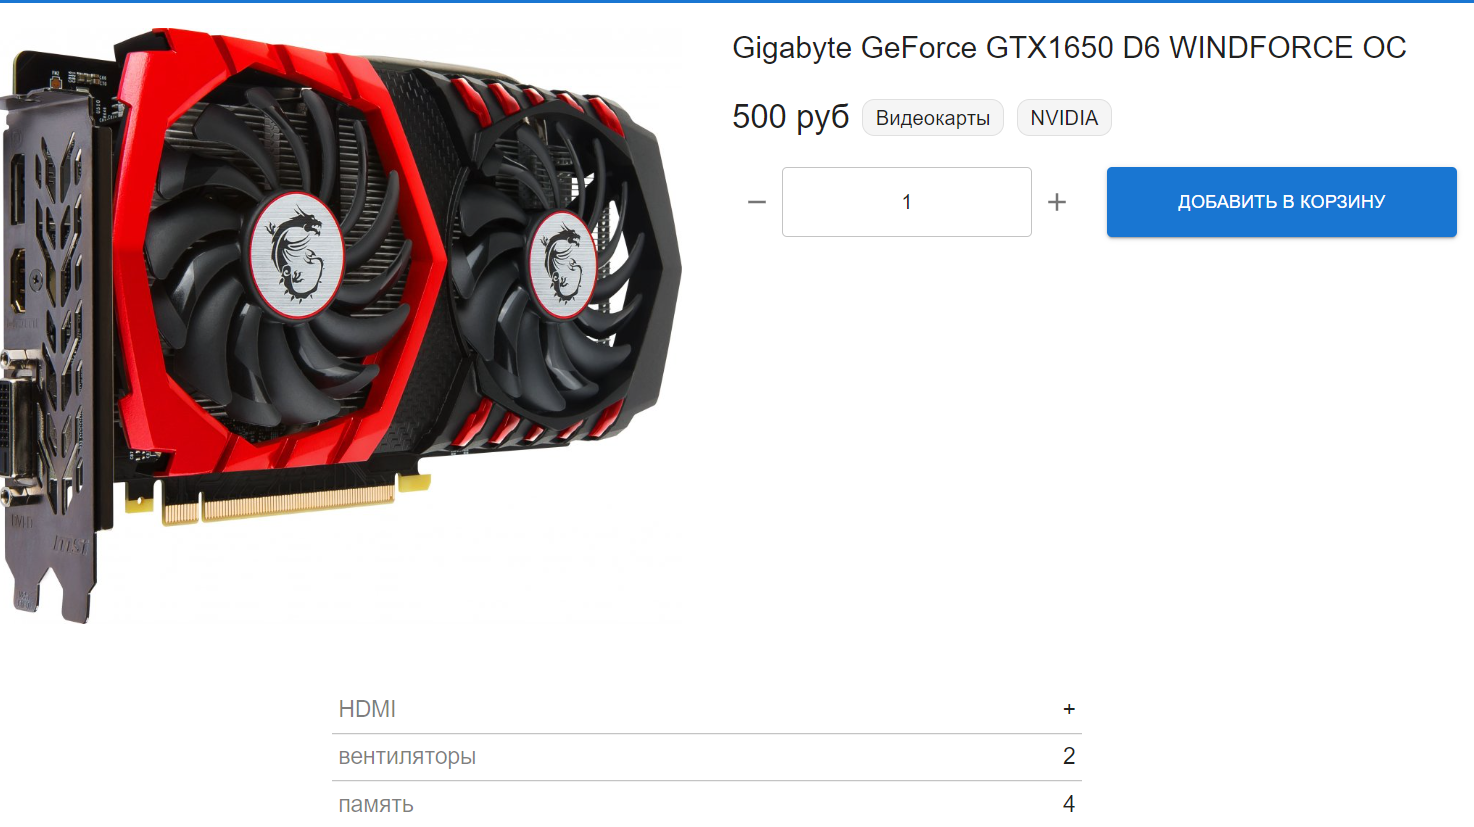 Gigabyte GeForce GTX1650 D6 WINDFORCE OC
500 руб Видеокарты NVIDIA
1 ДОБАВИТЬ В КОРЗИНУ
HDMI +
вентиляторы 2
память 4